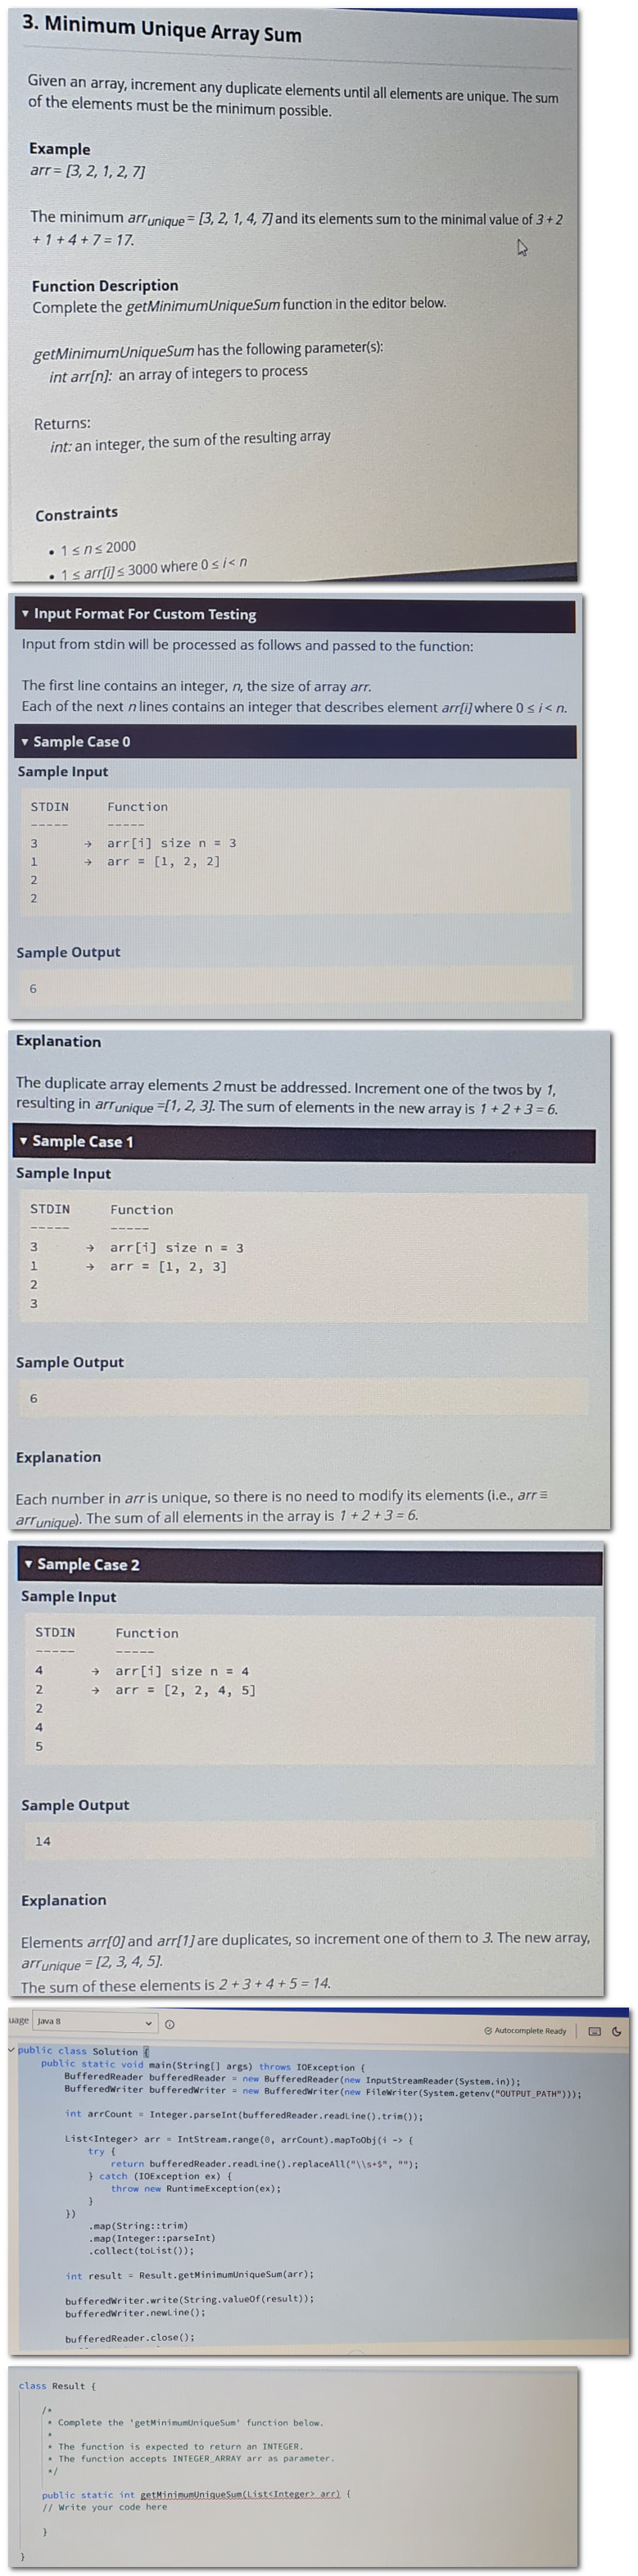 3. Minimum Unique Array Sum
Given an array, increment any duplicate elements until all elements are unique. The sum
of the elements must be the minimum possible.
Example
arr = [3, 2, 1, 2, 7]
The minimum arrunique = [3, 2, 1, 4, 7] and its elements sum to the minimal value of 3 + 2
+ 1 + 4 + 7 = 17.
Function Description
Complete the getMinimumUniqueSum function in the editor below.
getMinimumUniqueSum has the following parameter(s):
int arr[n]: an array of integers to process
Returns:
int: an integer, the sum of the resulting array
Constraints
• 1 ≤ n ≤ 2000
• 1 ≤ arr[i] ≤ 3000 where 0 ≤ i < n
▾ Input Format For Custom Testing
Input from stdin will be processed as follows and passed to the function:
The first line contains an integer, n, the size of array arr.
Each of the next n lines contains an integer that describes element arr[i] where 0 ≤ i < n.
▾ Sample Case 0
Sample Input
STDIN Function
----- -----
3 → arr[i] size n = 3
1 → arr = [1, 2, 2]
2
2
Sample Output
6
Explanation
The duplicate array elements 2 must be addressed. Increment one of the twos by 1,
resulting in arrunique =[1, 2, 3]. The sum of elements in the new array is 1 + 2 + 3 = 6.
▾ Sample Case 1
Sample Input
STDIN Function
----- -----
3 → arr[i] size n = 3
1 → arr = [1, 2, 3]
2
3
Sample Output
6
Explanation
Each number in arr is unique, so there is no need to modify its elements (i.e., arr ≡
arrunique). The sum of all elements in the array is 1 + 2 + 3 = 6.
▾ Sample Case 2
Sample Input
STDIN Function
----- -----
4 → arr[i] size n = 4
2 → arr = [2, 2, 4, 5]
2
4
5
Sample Output
14
Explanation
Elements arr[0] and arr[1] are duplicates, so increment one of them to 3. The new array,
arrunique = [2, 3, 4, 5].
The sum of these elements is 2 + 3 + 4 + 5 = 14.
uage Java 8 Autocomplete Ready
public class Solution {
public static void main(String[] args) throws IOException {
BufferedReader bufferedReader = new BufferedReader(new InputStreamReader(System.in));
BufferedWriter bufferedWriter = new BufferedWriter(new FileWriter(System.getenv("OUTPUT_PATH")));
int arrCount = Integer.parseInt(bufferedReader.readLine().trim());
List<Integer> arr = IntStream.range(0, arrCount).mapToObj(i -> {
try {
return bufferedReader.readLine().replaceAll("\\s+$", "");
} catch (IOException ex) {
throw new RuntimeException(ex);
}
})
.map(String::trim)
.map(Integer::parseInt)
.collect(toList());
int result = Result.getMinimumUniqueSum(arr);
bufferedWriter.write(String.valueOf(result));
bufferedWriter.newLine();
bufferedReader.close();
class Result {
/*
* Complete the 'getMinimumUniqueSum' function below.
*
* The function is expected to return an INTEGER.
* The function accepts INTEGER_ARRAY arr as parameter.
*/
public static int getMinimumUniqueSum(List<Integer> arr) {
// Write your code here
}
}